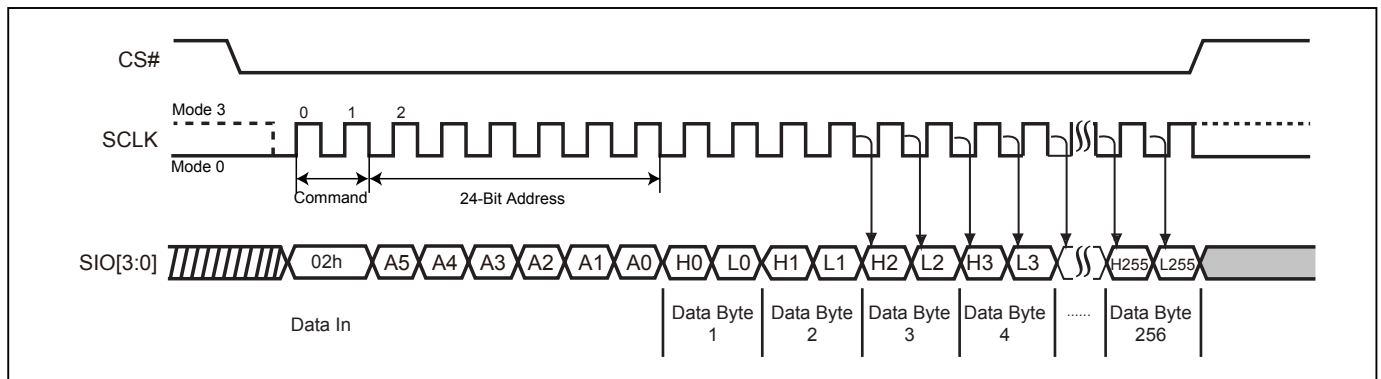 CS#
Mode 3
0 1 2
SCLK
Mode 0
Command
24-Bit Address
SIO[3:0]
02h A5 A4 A3 A2 A1 A0 H0 L0 H1 L1 H2 L2 H3 L3 H255 L255
Data In
Data Byte 1
Data Byte 2
Data Byte 3
Data Byte 4
......
Data Byte 256